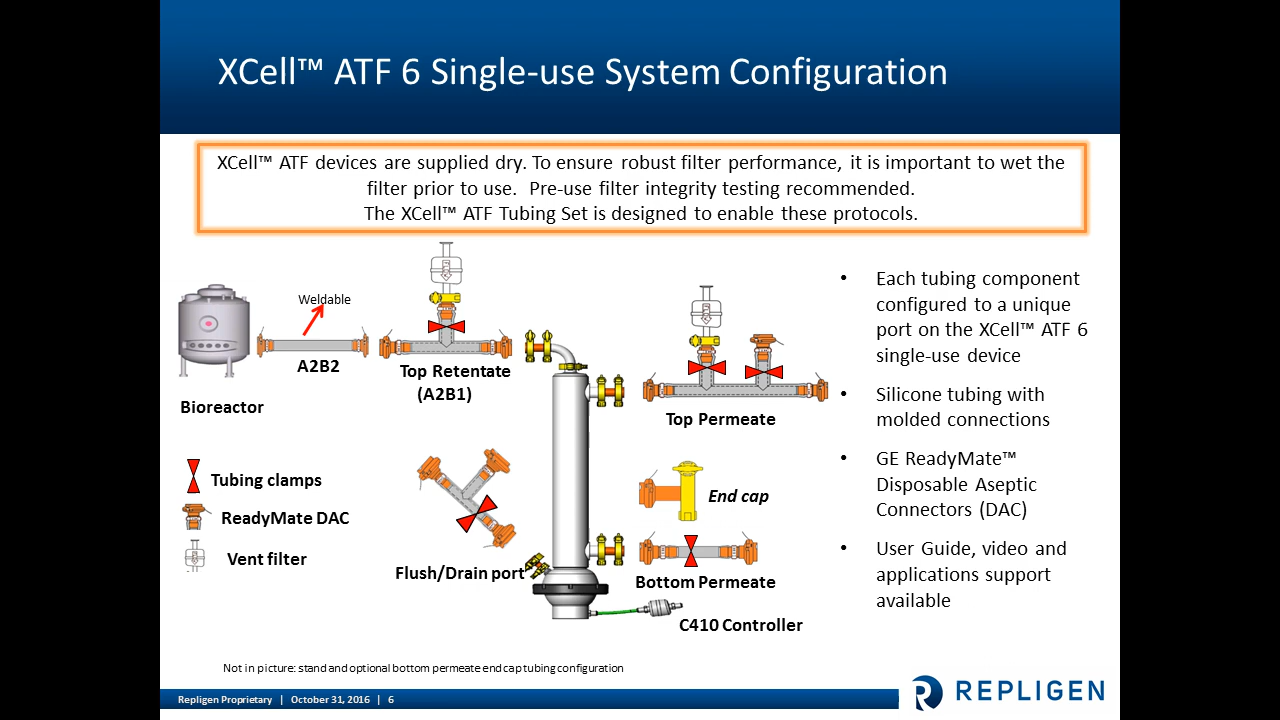 XCell™ ATF 6 Single-use System Configuration
XCell™ ATF devices are supplied dry. To ensure robust filter performance, it is important to wet the
filter prior to use.  Pre-use filter integrity testing recommended.
The XCell™ ATF Tubing Set is designed to enable these protocols.
Weldable
A2B2
Bioreactor
Top Retentate
(A2B1)
Top Permeate
Tubing clamps
ReadyMate DAC
Vent filter
Flush/Drain port
End cap
Bottom Permeate
C410 Controller
• Each tubing component
configured to a unique
port on the XCell™ ATF 6
single-use device
• Silicone tubing with
molded connections
• GE ReadyMate™
Disposable Aseptic
Connectors (DAC)
• User Guide, video and
applications support
available
Not in picture: stand and optional bottom permeate end cap tubing configuration
Repligen Proprietary | October 31, 2016 | 6
REPLIGEN